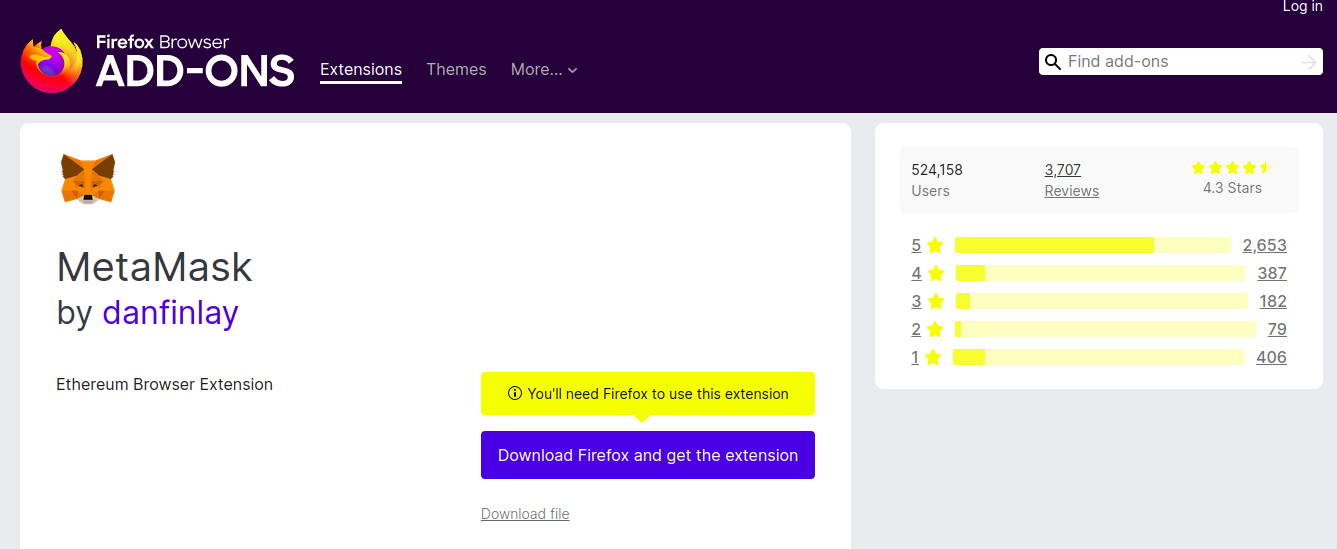 Log in
Firefox Browser
ADD-ONS
Extensions Themes More...
Find add-ons
MetaMask
by danfinlay
Ethereum Browser Extension
You'll need Firefox to use this extension
Download Firefox and get the extension
Download file
524,158 3,707
Users Reviews 4.3 Stars
5 2,653
4 387
3 182
2 79
1 406